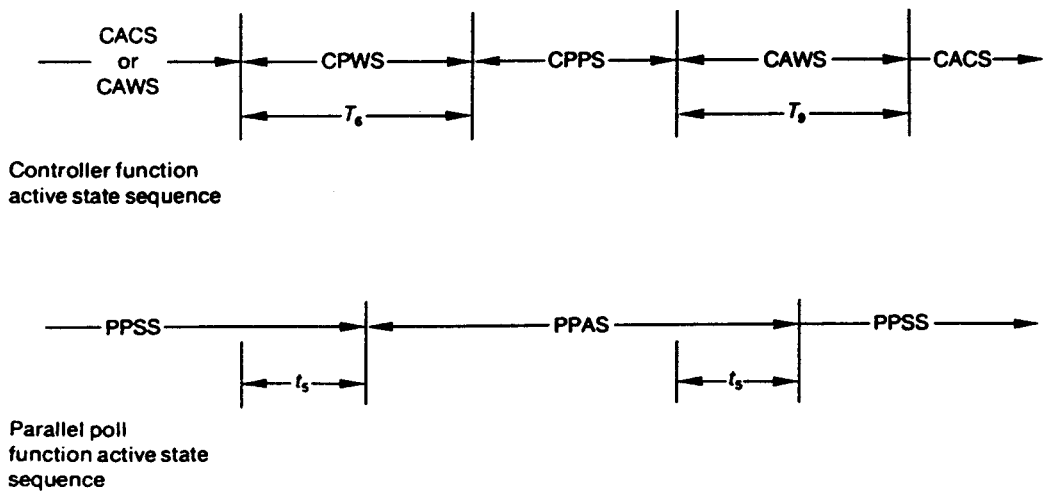 CACS
or
CAWS
CPWS
CPPS
CAWS
CACS
T₆
T₉
Controller function
active state sequence
PPSS
PPAS
PPSS
t₅
t₅
Parallel poll
function active state
sequence